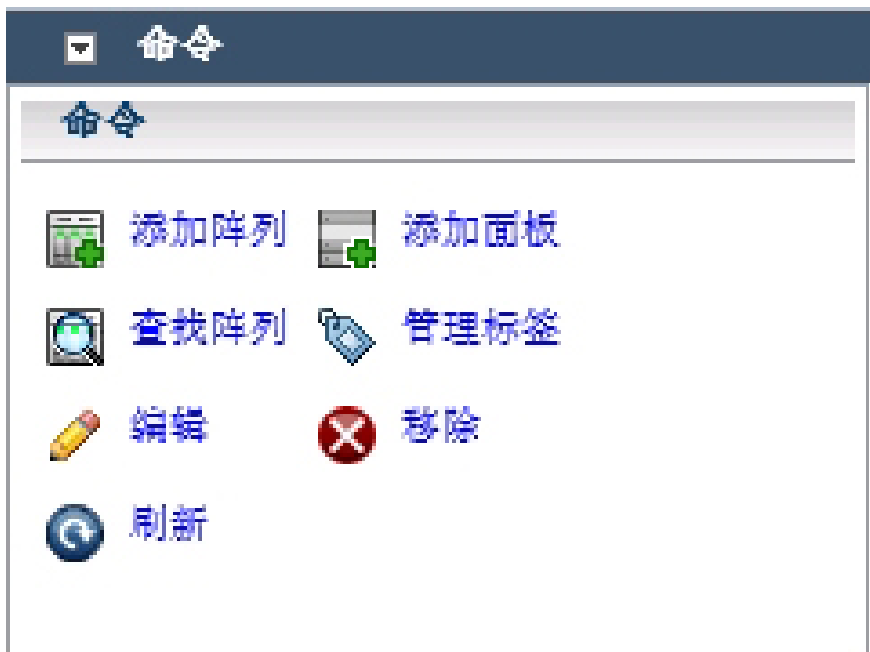 命令
命令
添加阵列 添加面板
查找阵列 管理标签
编辑 移除
刷新